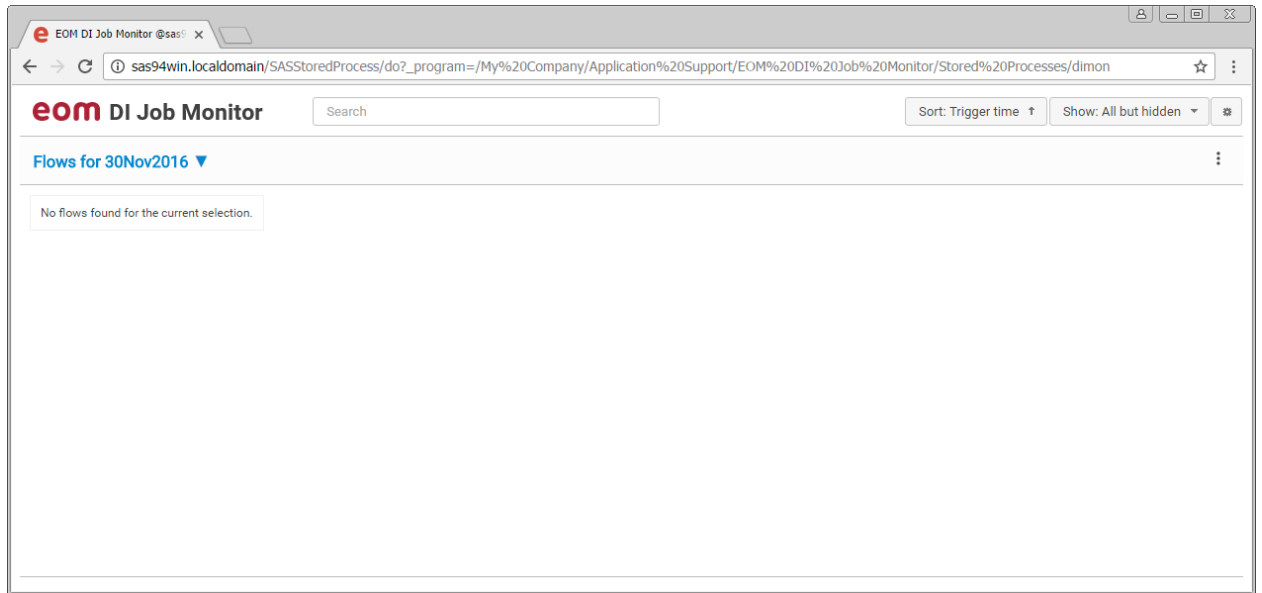 EOM DI Job Monitor @sas9
sas94win.localdomain/SASStoredProcess/do?_program=/My%20Company/Application%20Support/EOM%20DI%20Job%20Monitor/Stored%20Processes/dimon
eom DI Job Monitor Search Sort: Trigger time ↑ Show: All but hidden
Flows for 30Nov2016 ▼
No flows found for the current selection.